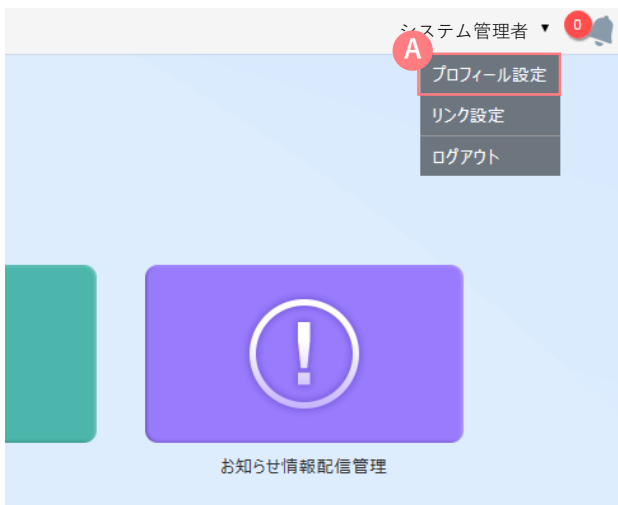 システム管理者 ▼
0
A
プロフィール設定
リンク設定
ログアウト
お知らせ情報配信管理